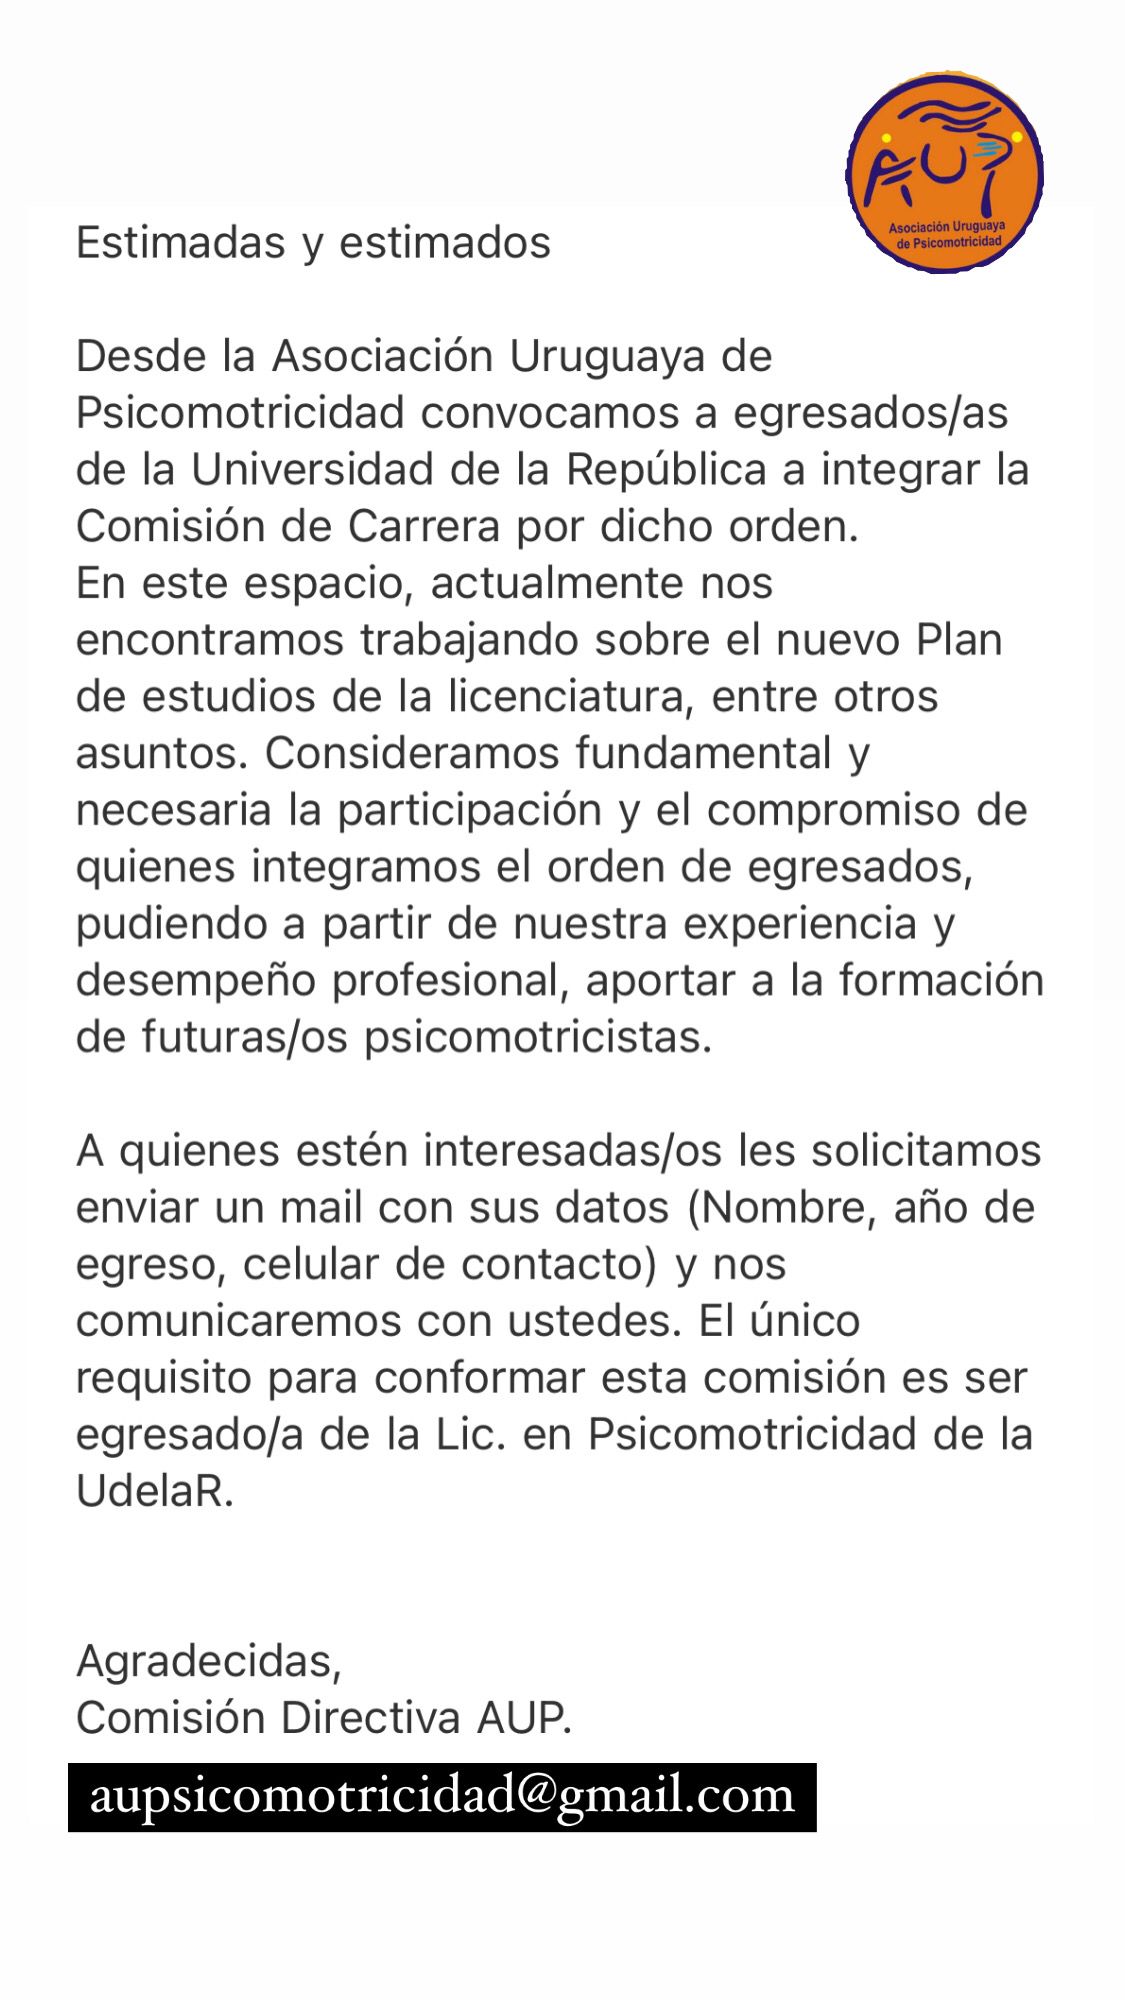 AUP
Asociación Uruguaya
de Psicomotricidad
Estimadas y estimados
Desde la Asociación Uruguaya de
Psicomotricidad convocamos a egresados/as
de la Universidad de la República a integrar la
Comisión de Carrera por dicho orden.
En este espacio, actualmente nos
encontramos trabajando sobre el nuevo Plan
de estudios de la licenciatura, entre otros
asuntos. Consideramos fundamental y
necesaria la participación y el compromiso de
quienes integramos el orden de egresados,
pudiendo a partir de nuestra experiencia y
desempeño profesional, aportar a la formación
de futuras/os psicomotricistas.
A quienes estén interesadas/os les solicitamos
enviar un mail con sus datos (Nombre, año de
egreso, celular de contacto) y nos
comunicaremos con ustedes. El único
requisito para conformar esta comisión es ser
egresado/a de la Lic. en Psicomotricidad de la
UdelaR.
Agradecidas,
Comisión Directiva AUP.
aupsicomotricidad@gmail.com